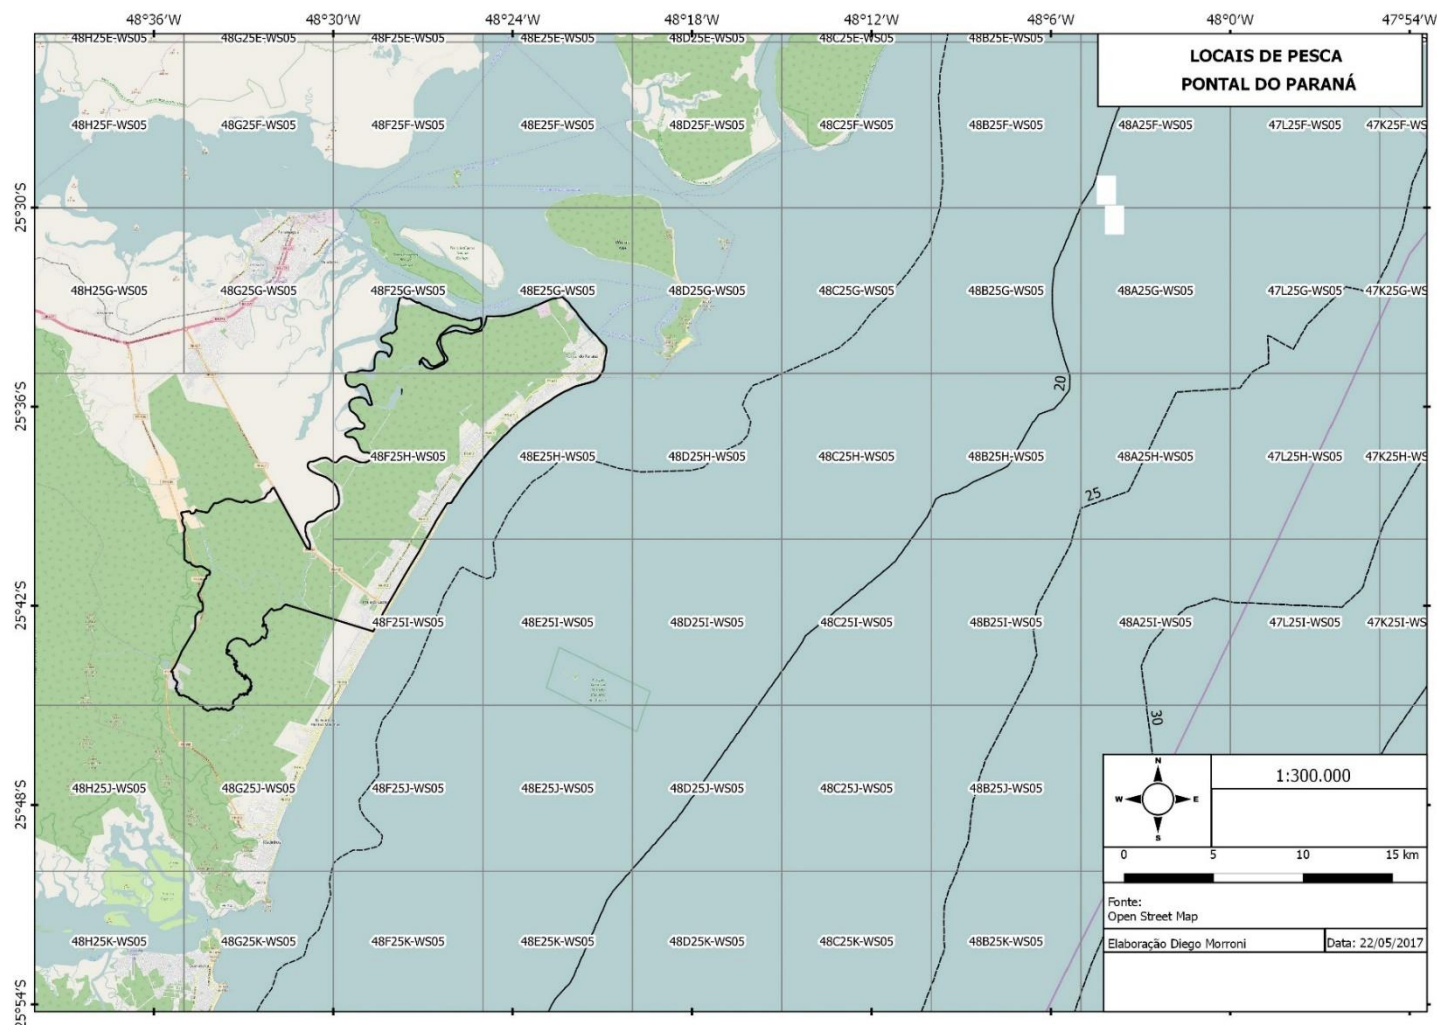 48°36'W 48°30'W 48°24'W 48°18'W 48°12'W 48°6'W 48°0'W 47°54'W
LOCAIS DE PESCA
PONTAL DO PARANÁ
48H25E-WS05 48G25E-WS05 48F25E-WS05 48E25E-WS05 48D25E-WS05 48C25E-WS05 48B25E-WS05
48H25F-WS05 48G25F-WS05 48F25F-WS05 48E25F-WS05 48D25F-WS05 48C25F-WS05 48B25F-WS05 48A25F-WS05 47L25F-WS05 47K25F-WS
25°30'S
48H25G-WS05 48G25G-WS05 48F25G-WS05 48E25G-WS05 48D25G-WS05 48C25G-WS05 48B25G-WS05 48A25G-WS05 47L25G-WS05 47K25G-WS
20
25°36'S
48F25H-WS05 48E25H-WS05 48D25H-WS05 48C25H-WS05 48B25H-WS05 48A25H-WS05 47L25H-WS05 47K25H-WS
25
25°42'S
48F25I-WS05 48E25I-WS05 48D25I-WS05 48C25I-WS05 48B25I-WS05 48A25I-WS05 47L25I-WS05 47K25I-WS
30
25°48'S
48H25J-WS05 48G25J-WS05 48F25J-WS05 48E25J-WS05 48D25J-WS05 48C25J-WS05 48B25J-WS05
N
W E
S
1:300.000
0 5 10 15 km
Fonte:
Open Street Map
48H25K-WS05 48G25K-WS05 48F25K-WS05 48E25K-WS05 48D25K-WS05 48C25K-WS05 48B25K-WS05
Elaboração Diego Morroni Data: 22/05/2017
25°54'S